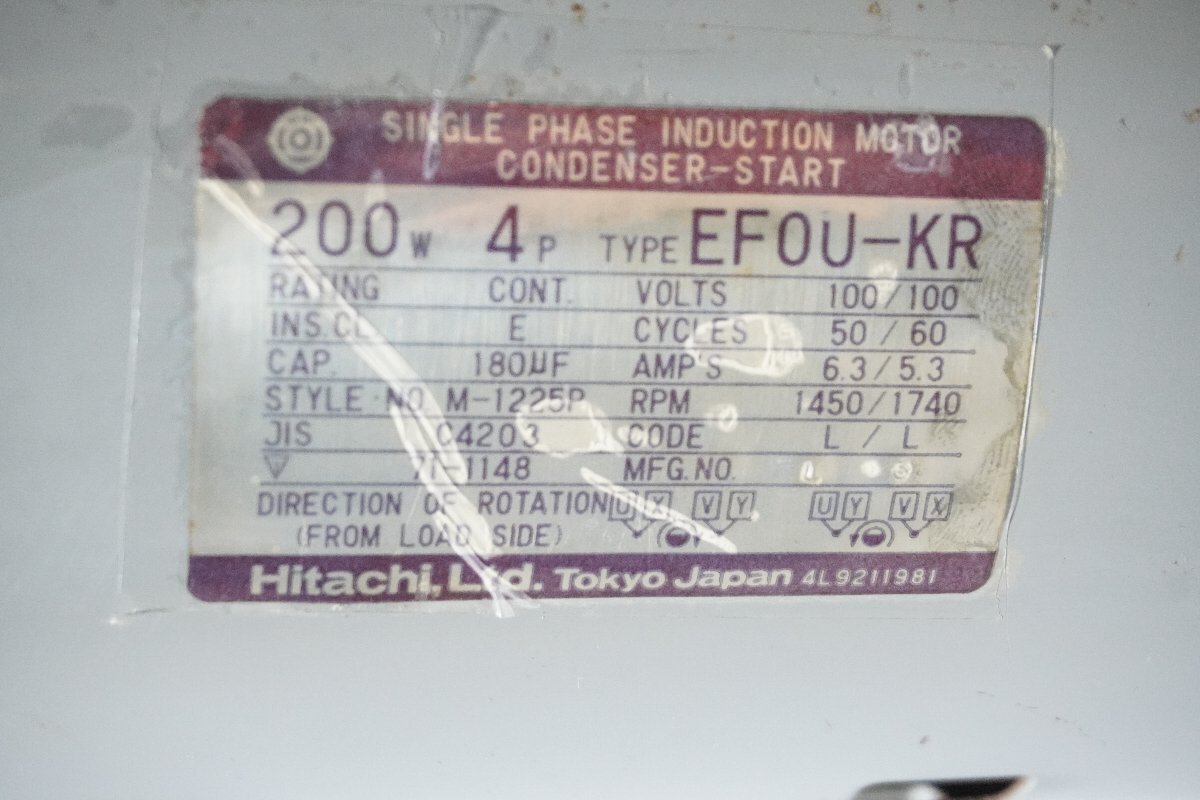 SINGLE PHASE INDUCTION MOTOR
CONDENSER-START
200W 4P TYPE EFOU-KR
RATING CONT. VOLTS 100/100
INS.CL. E CYCLES 50 / 60
CAP. 180µF AMP'S 6.3/5.3
STYLE NO. M-1225P RPM 1450/1740
JIS C4203 CODE L / L
▽ 71-1148 MFG.NO.
DIRECTION OF ROTATION U X V Y U Y V X
(FROM LOAD SIDE)
Hitachi, Ltd. Tokyo Japan 4L9211981